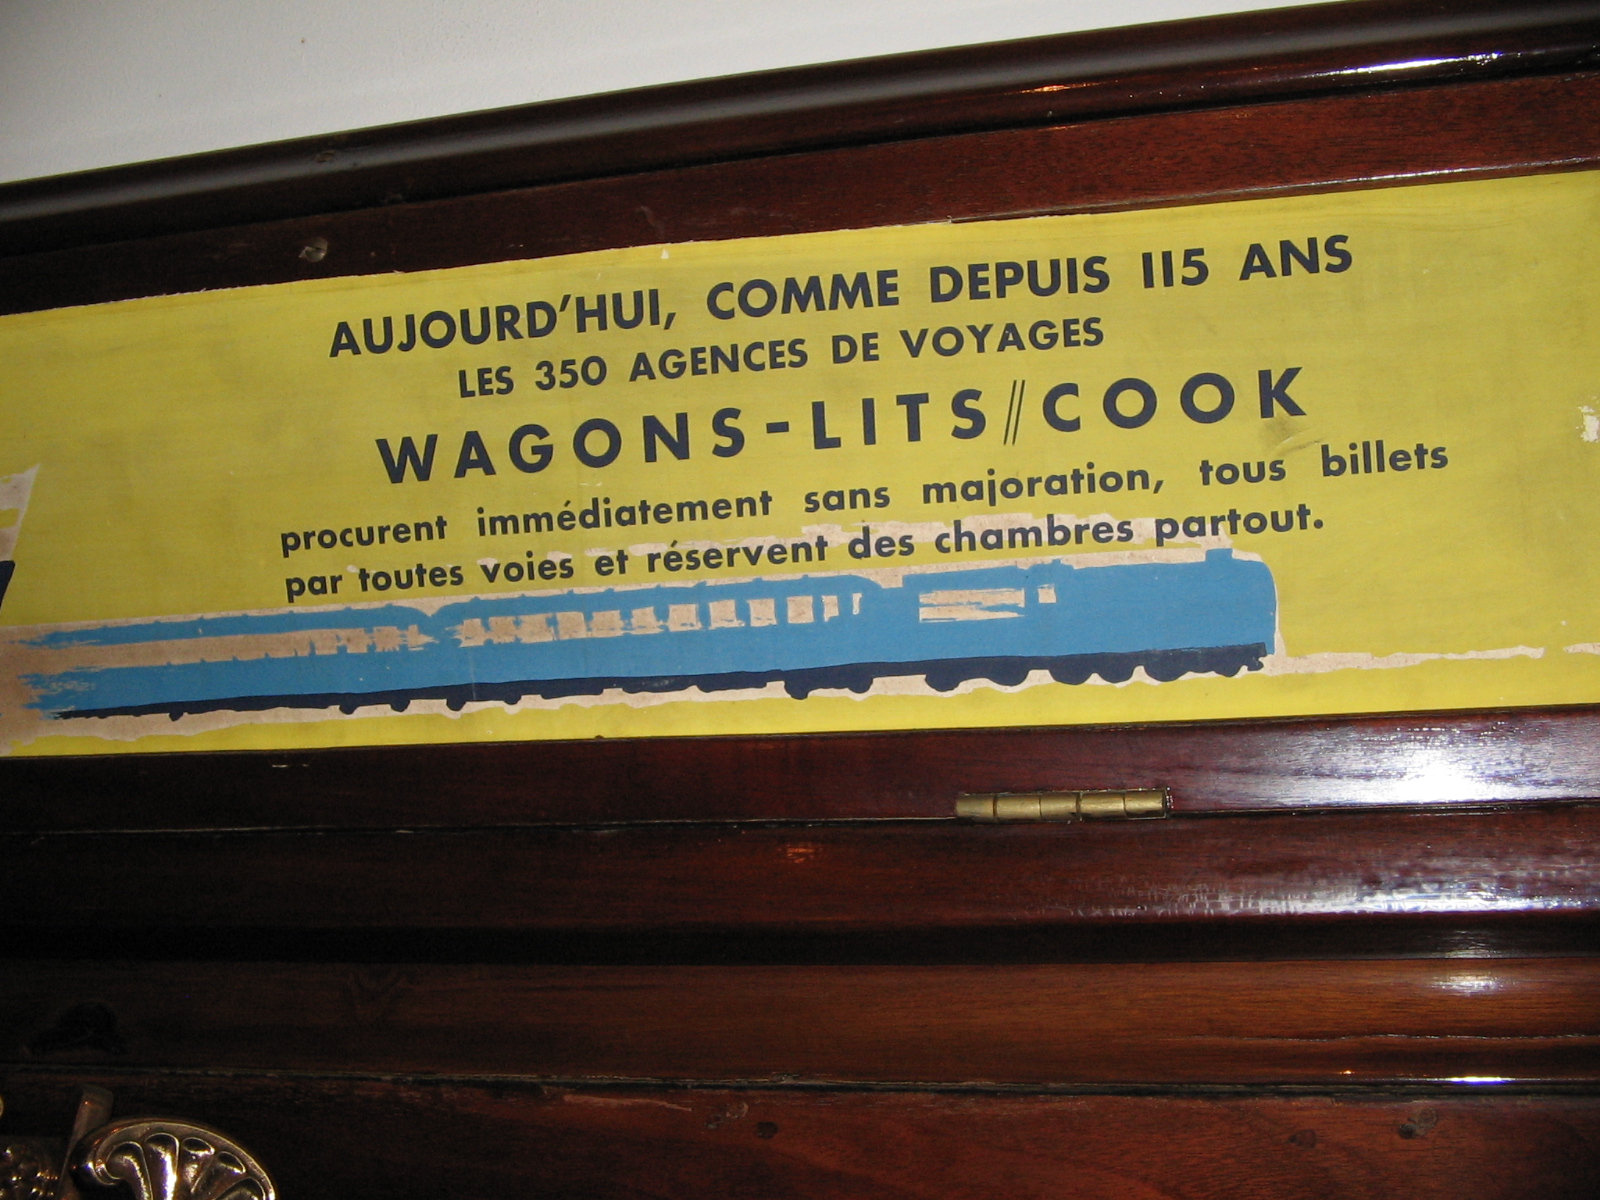 AUJOURD'HUI, COMME DEPUIS 115 ANS
LES 350 AGENCES DE VOYAGES
WAGONS-LITS//COOK
procurent immédiatement sans majoration, tous billets
par toutes voies et réservent des chambres partout.